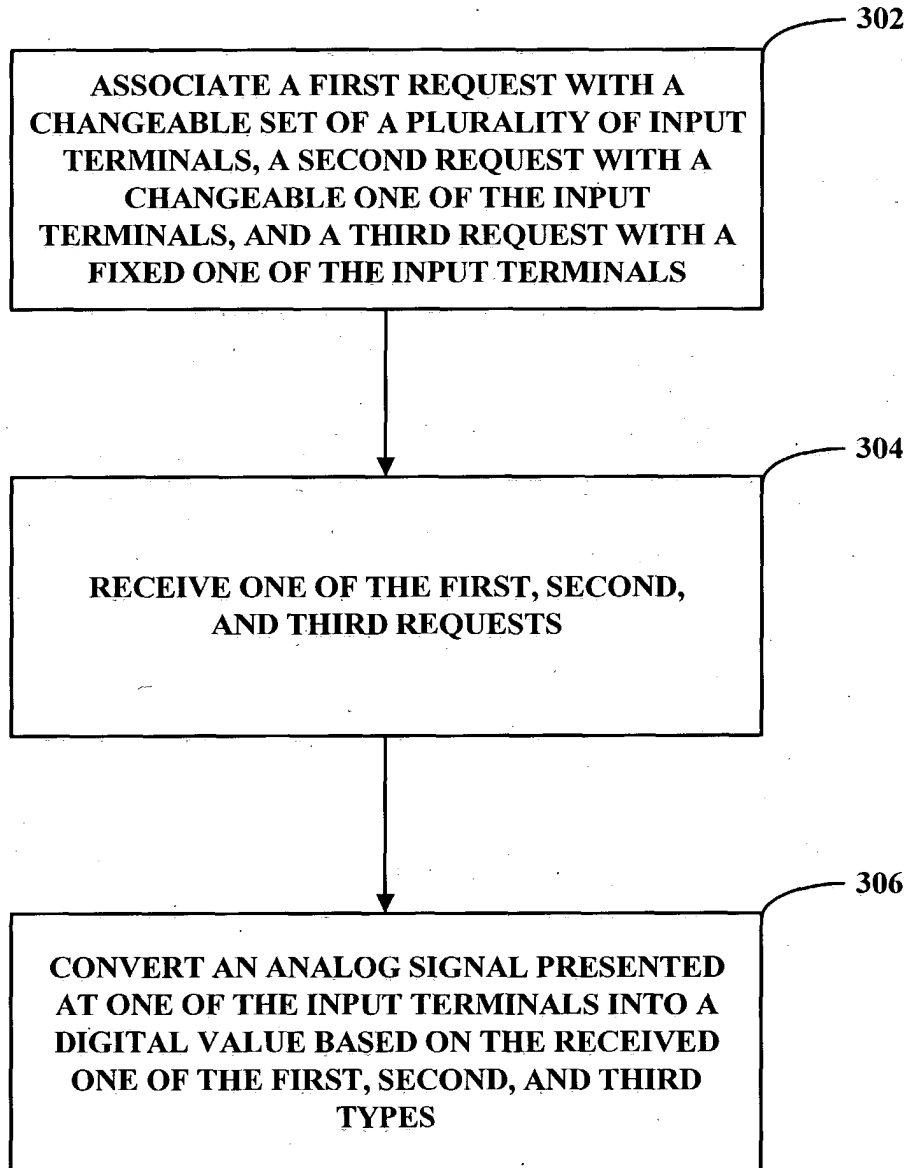 302
ASSOCIATE A FIRST REQUEST WITH A
CHANGEABLE SET OF A PLURALITY OF INPUT
TERMINALS, A SECOND REQUEST WITH A
CHANGEABLE ONE OF THE INPUT
TERMINALS, AND A THIRD REQUEST WITH A
FIXED ONE OF THE INPUT TERMINALS
304
RECEIVE ONE OF THE FIRST, SECOND,
AND THIRD REQUESTS
306
CONVERT AN ANALOG SIGNAL PRESENTED
AT ONE OF THE INPUT TERMINALS INTO A
DIGITAL VALUE BASED ON THE RECEIVED
ONE OF THE FIRST, SECOND, AND THIRD
TYPES